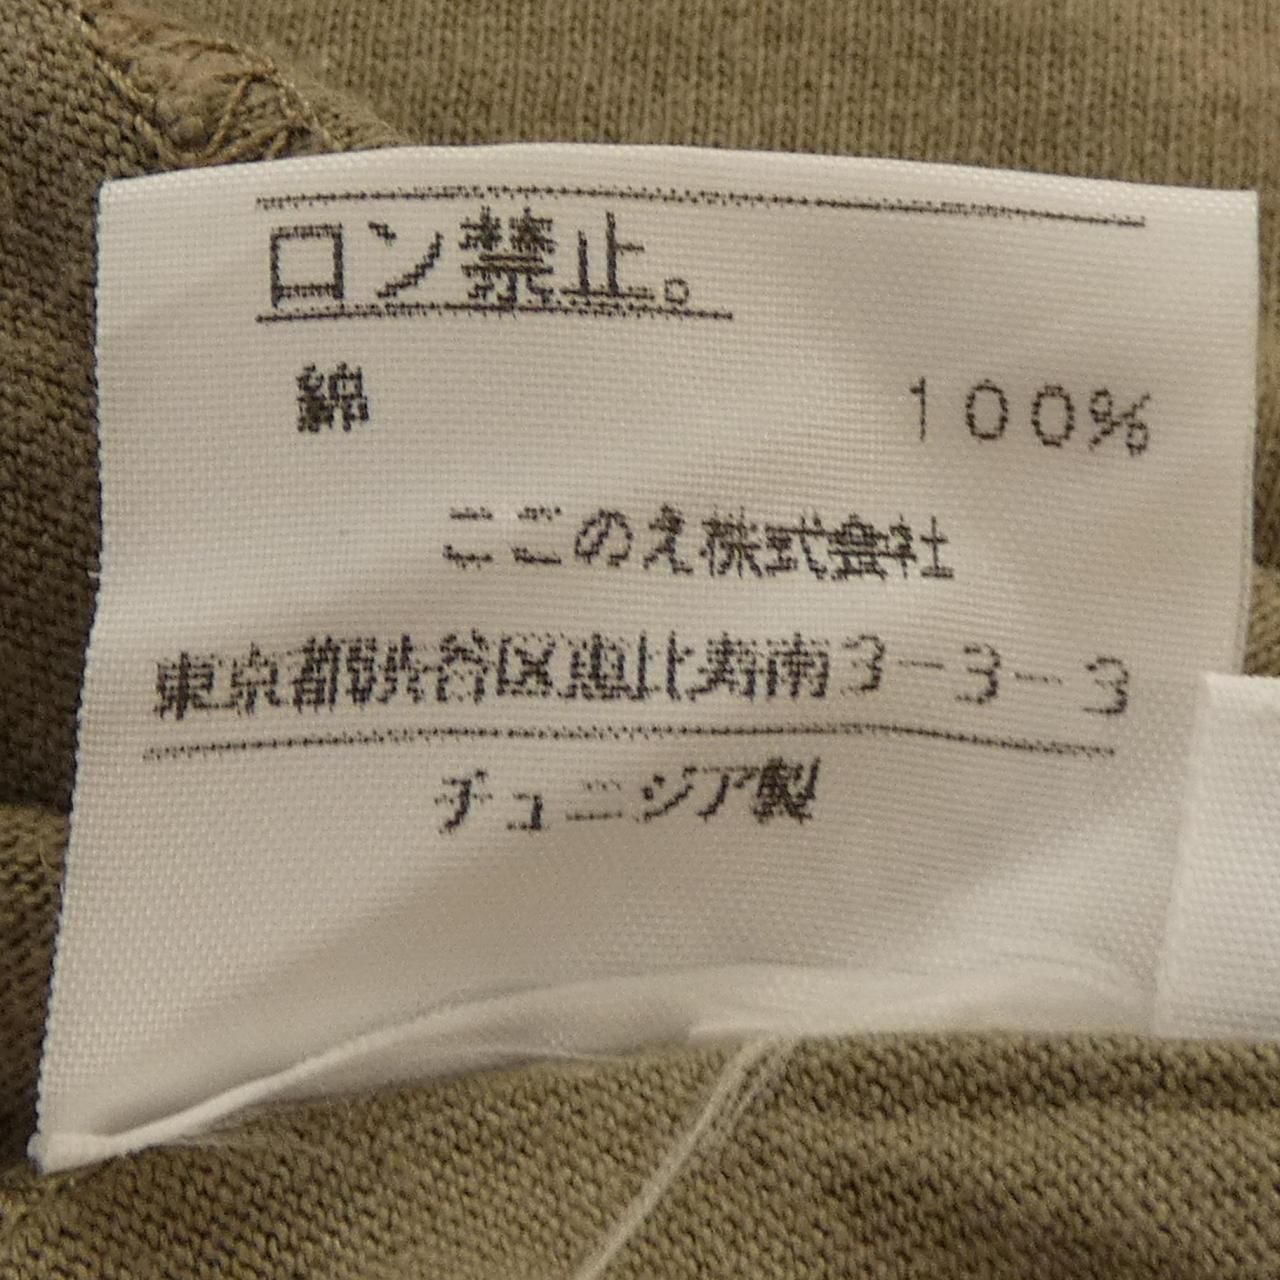 ロン禁止。
綿 100%
ここのえ株式会社
東京都渋谷区恵比寿南3-3-3
チュニジア製